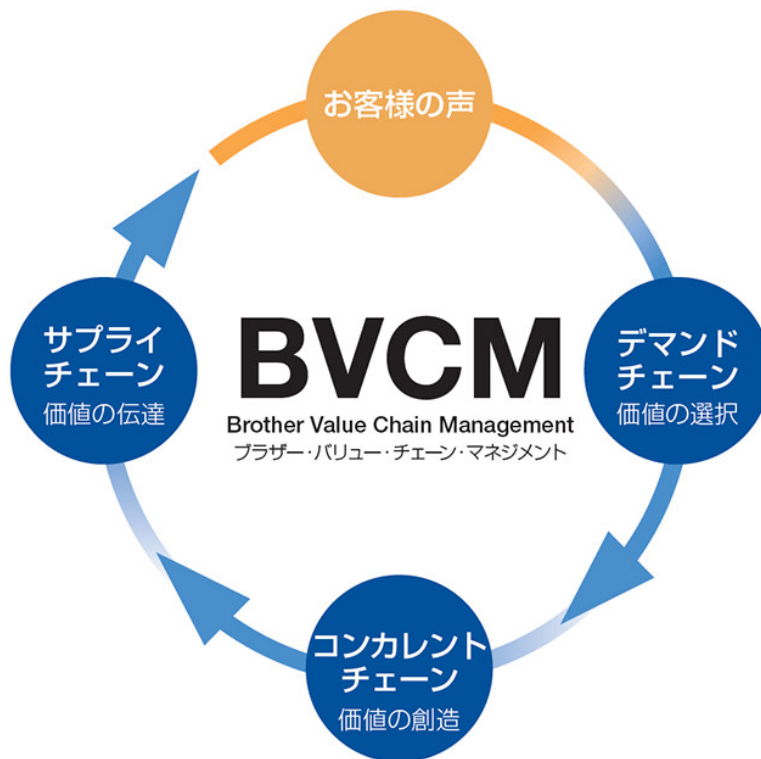 お客様の声
サプライ
チェーン
価値の伝達
BVCM
Brother Value Chain Management
ブラザー・バリュー・チェーン・マネジメント
デマンド
チェーン
価値の選択
コンカレント
チェーン
価値の創造